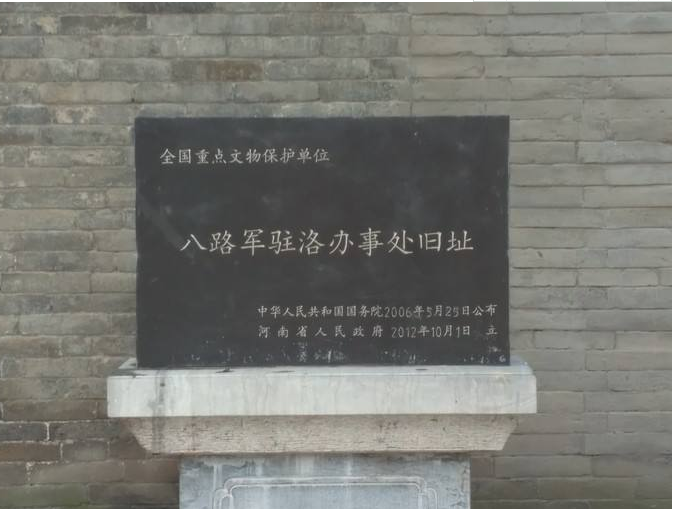 全国重点文物保护单位
八路军驻洛办事处旧址
中华人民共和国国务院2006年5月25日公布
河南省人民政府2012年10月1日 立